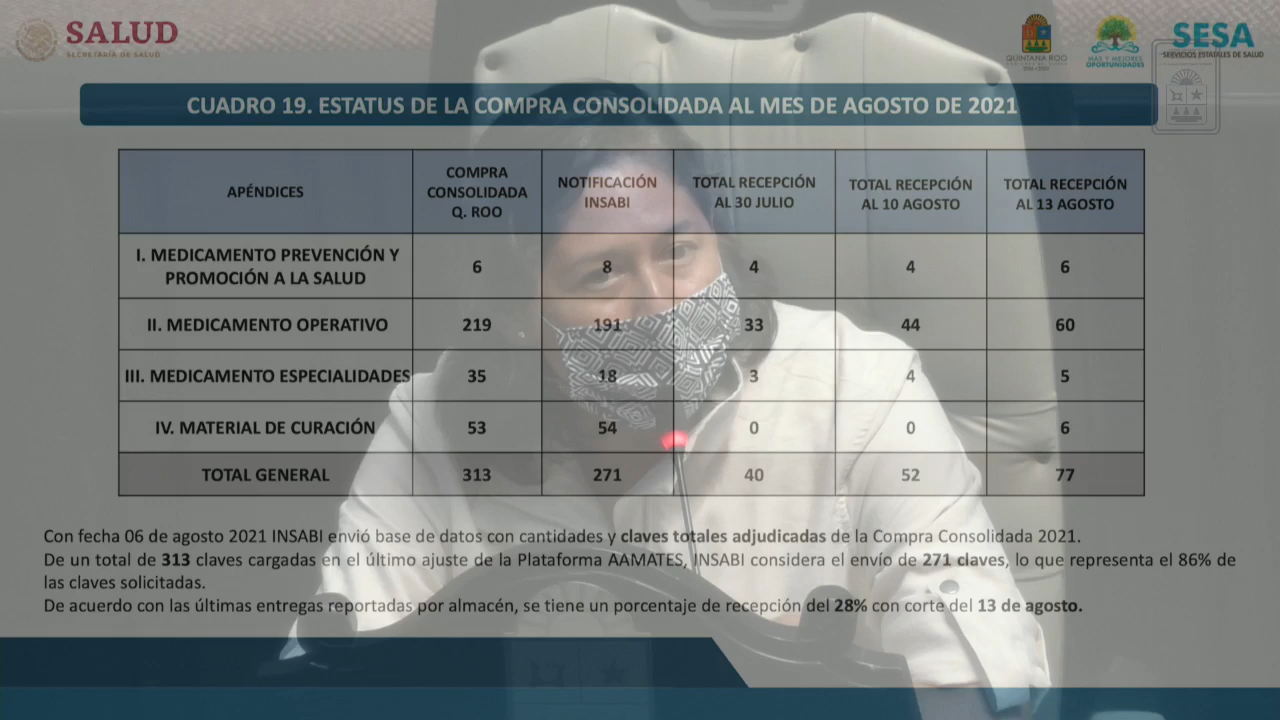 SALUD
SECRETARÍA DE SALUD
QUINTANA ROO
MÁS Y MEJORES
OPORTUNIDADES
SESA
SERVICIOS ESTATALES DE SALUD
CUADRO 19. ESTATUS DE LA COMPRA CONSOLIDADA AL MES DE AGOSTO DE 2021
APÉNDICES
COMPRA
CONSOLIDADA
Q. ROO
NOTIFICACIÓN
INSABI
TOTAL RECEPCIÓN
AL 30 JULIO
TOTAL RECEPCIÓN
AL 10 AGOSTO
TOTAL RECEPCIÓN
AL 13 AGOSTO
I. MEDICAMENTO PREVENCIÓN Y
PROMOCIÓN A LA SALUD
6 8 4 4 6
II. MEDICAMENTO OPERATIVO 219 191 33 44 60
III. MEDICAMENTO ESPECIALIDADES 35 18 3 4 5
IV. MATERIAL DE CURACIÓN 53 54 0 0 6
TOTAL GENERAL 313 271 40 52 77
Con fecha 06 de agosto 2021 INSABI envió base de datos con cantidades y claves totales adjudicadas de la Compra Consolidada 2021.
De un total de 313 claves cargadas en el último ajuste de la Plataforma AAMATES, INSABI considera el envío de 271 claves, lo que representa el 86% de
las claves solicitadas.
De acuerdo con las últimas entregas reportadas por almacén, se tiene un porcentaje de recepción del 28% con corte del 13 de agosto.